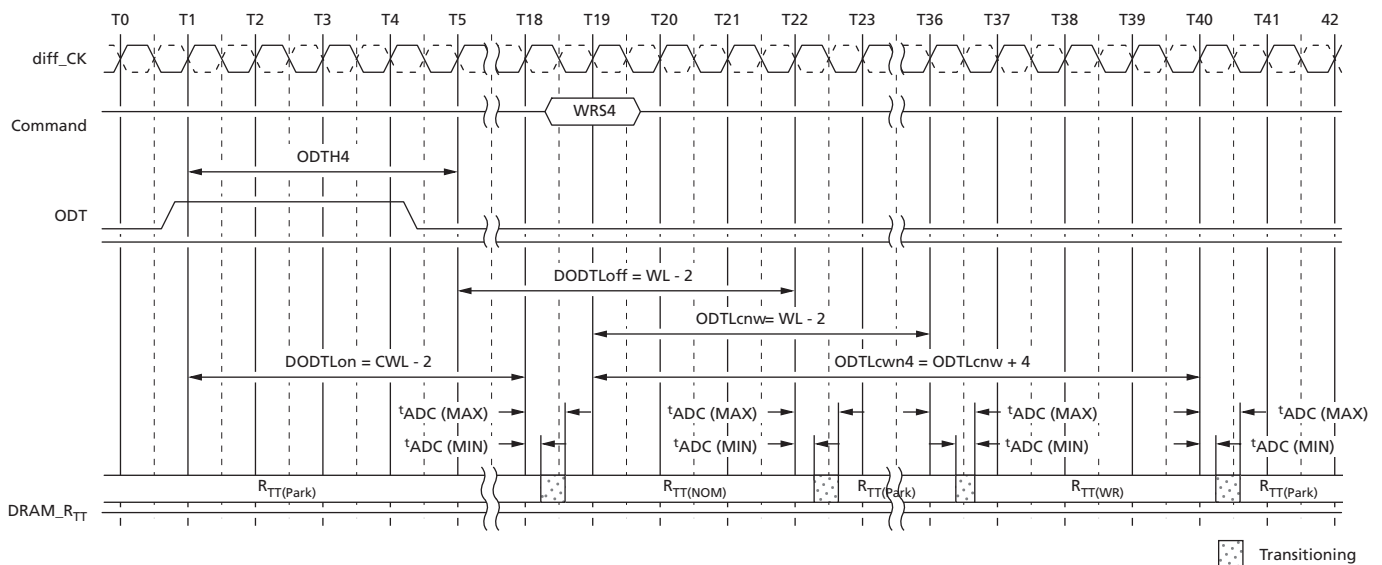 T0 T1 T2 T3 T4 T5 T18 T19 T20 T21 T22 T23 T36 T37 T38 T39 T40 T41 42
diff_CK
Command
WRS4
ODTH4
ODT
DODTLoff = WL - 2
ODTLcnw= WL - 2
DODTLon = CWL - 2
ODTLcwn4 = ODTLcnw + 4
tADC (MAX) tADC (MAX) tADC (MAX) tADC (MAX)
tADC (MIN) tADC (MIN) tADC (MIN) tADC (MIN)
RTT(Park) RTT(NOM) RTT(Park) RTT(WR) RTT(Park)
DRAM_RTT
Transitioning